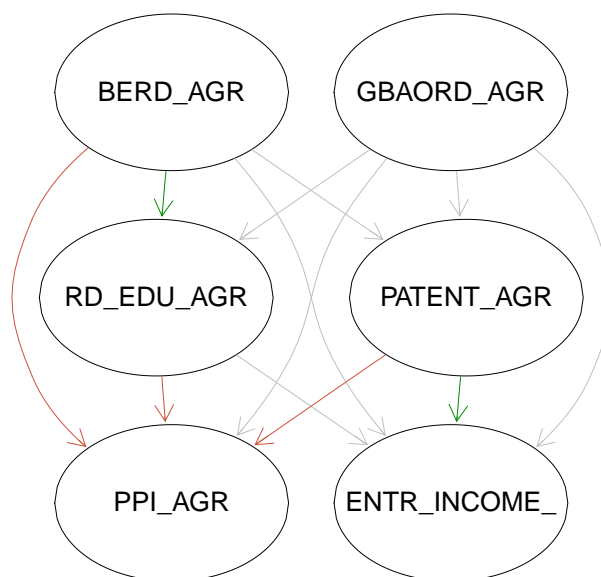 BERD_AGR
GBAORD_AGR
RD_EDU_AGR
PATENT_AGR
PPI_AGR
ENTR_INCOME_